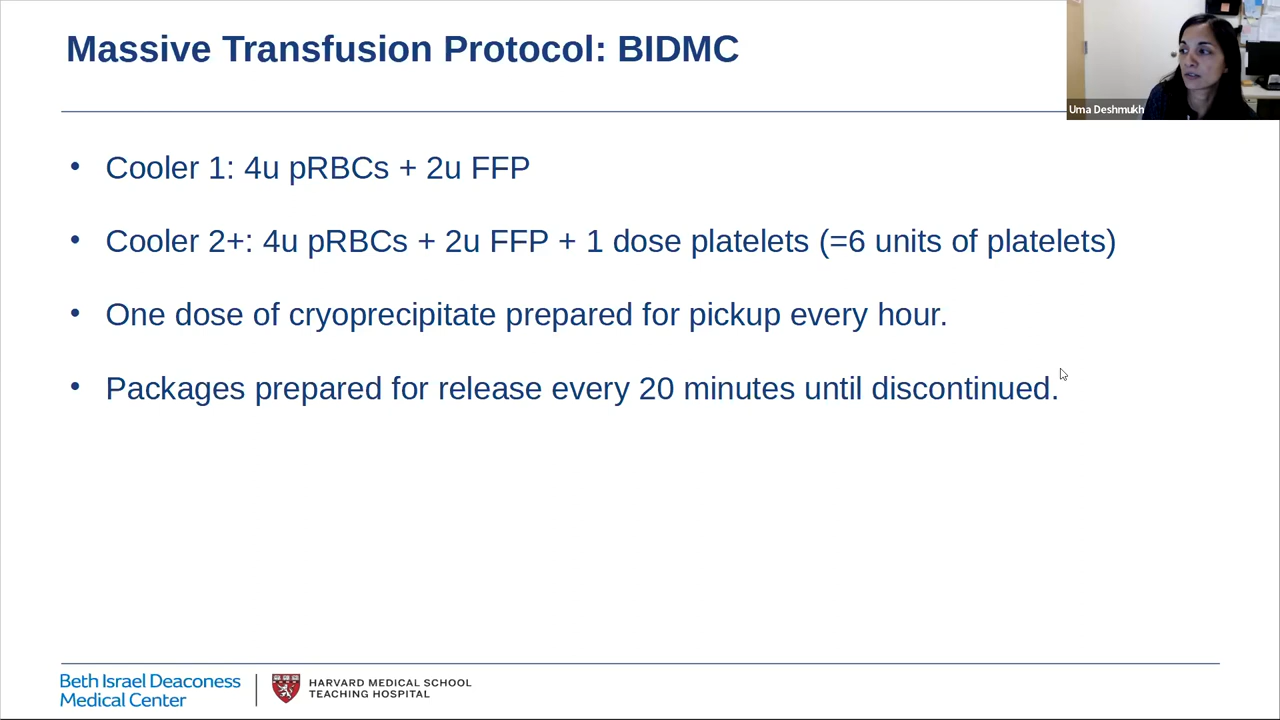 Massive Transfusion Protocol: BIDMC
Uma Deshmukh
• Cooler 1: 4u pRBCs + 2u FFP
• Cooler 2+: 4u pRBCs + 2u FFP + 1 dose platelets (=6 units of platelets)
• One dose of cryoprecipitate prepared for pickup every hour.
• Packages prepared for release every 20 minutes until discontinued.
Beth Israel Deaconess
Medical Center
HARVARD MEDICAL SCHOOL
TEACHING HOSPITAL